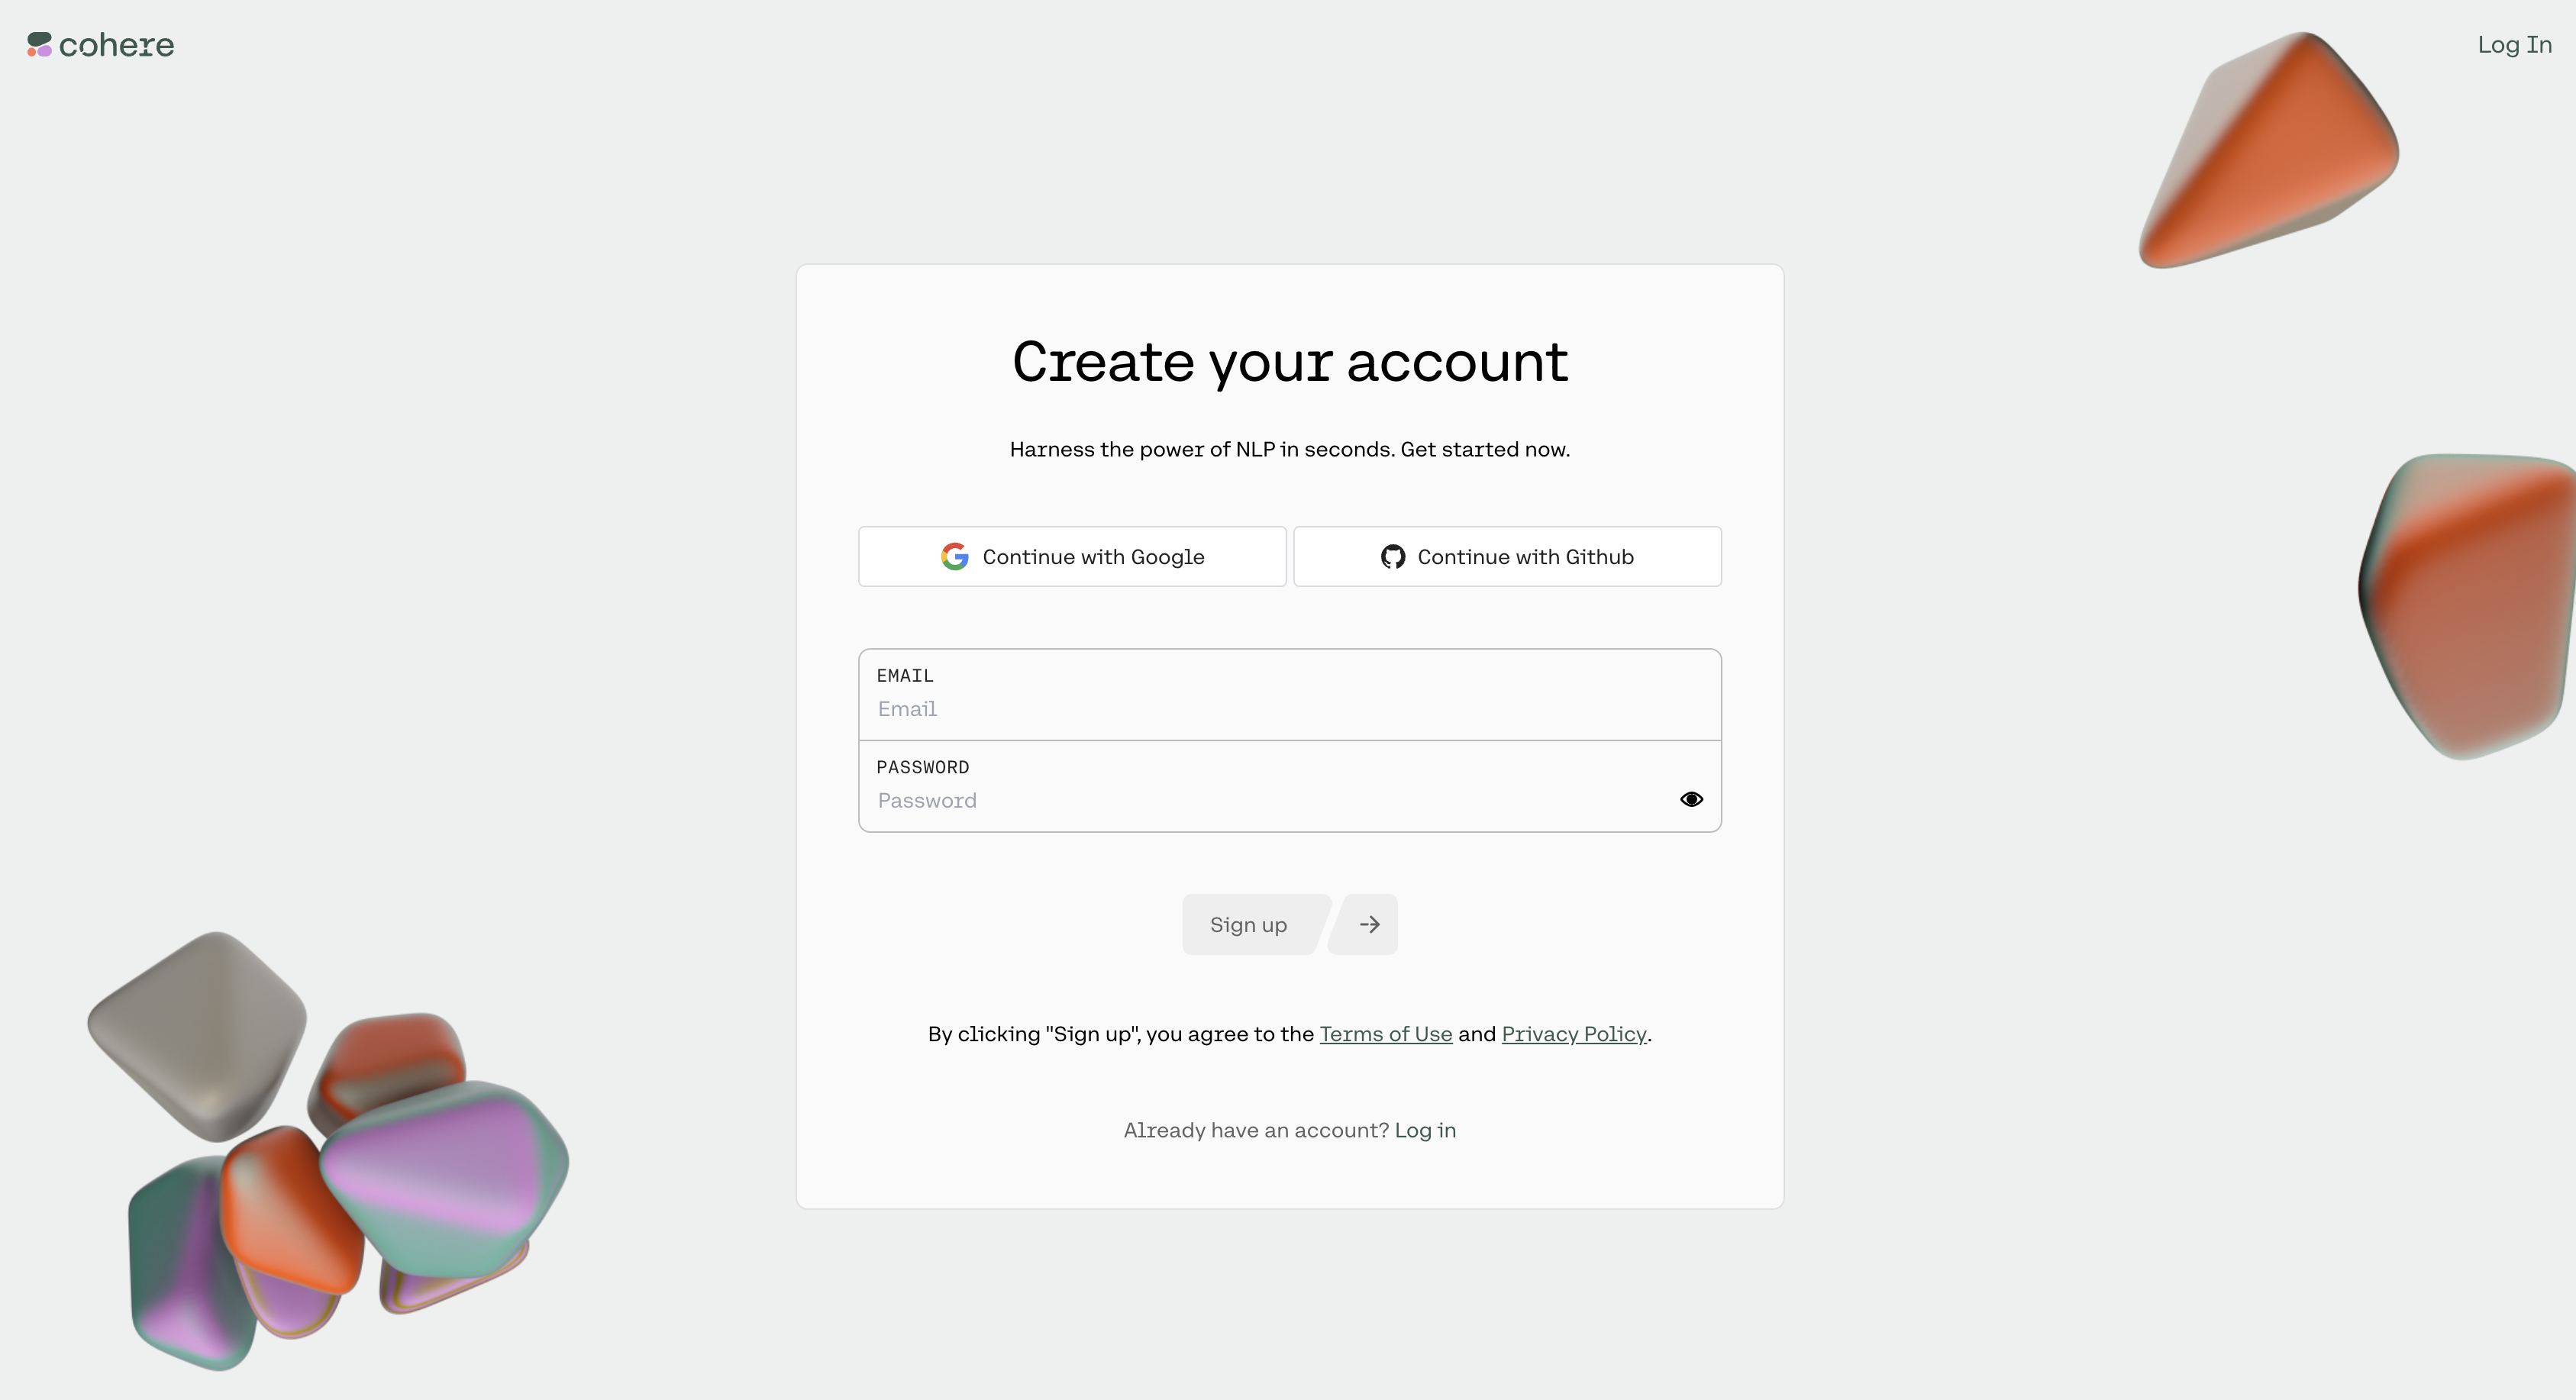 cohere
Log In
Create your account
Harness the power of NLP in seconds. Get started now.
Continue with Google
Continue with Github
EMAIL
Email
PASSWORD
Password
Sign up
By clicking "Sign up", you agree to the Terms of Use and Privacy Policy.
Already have an account? Log in